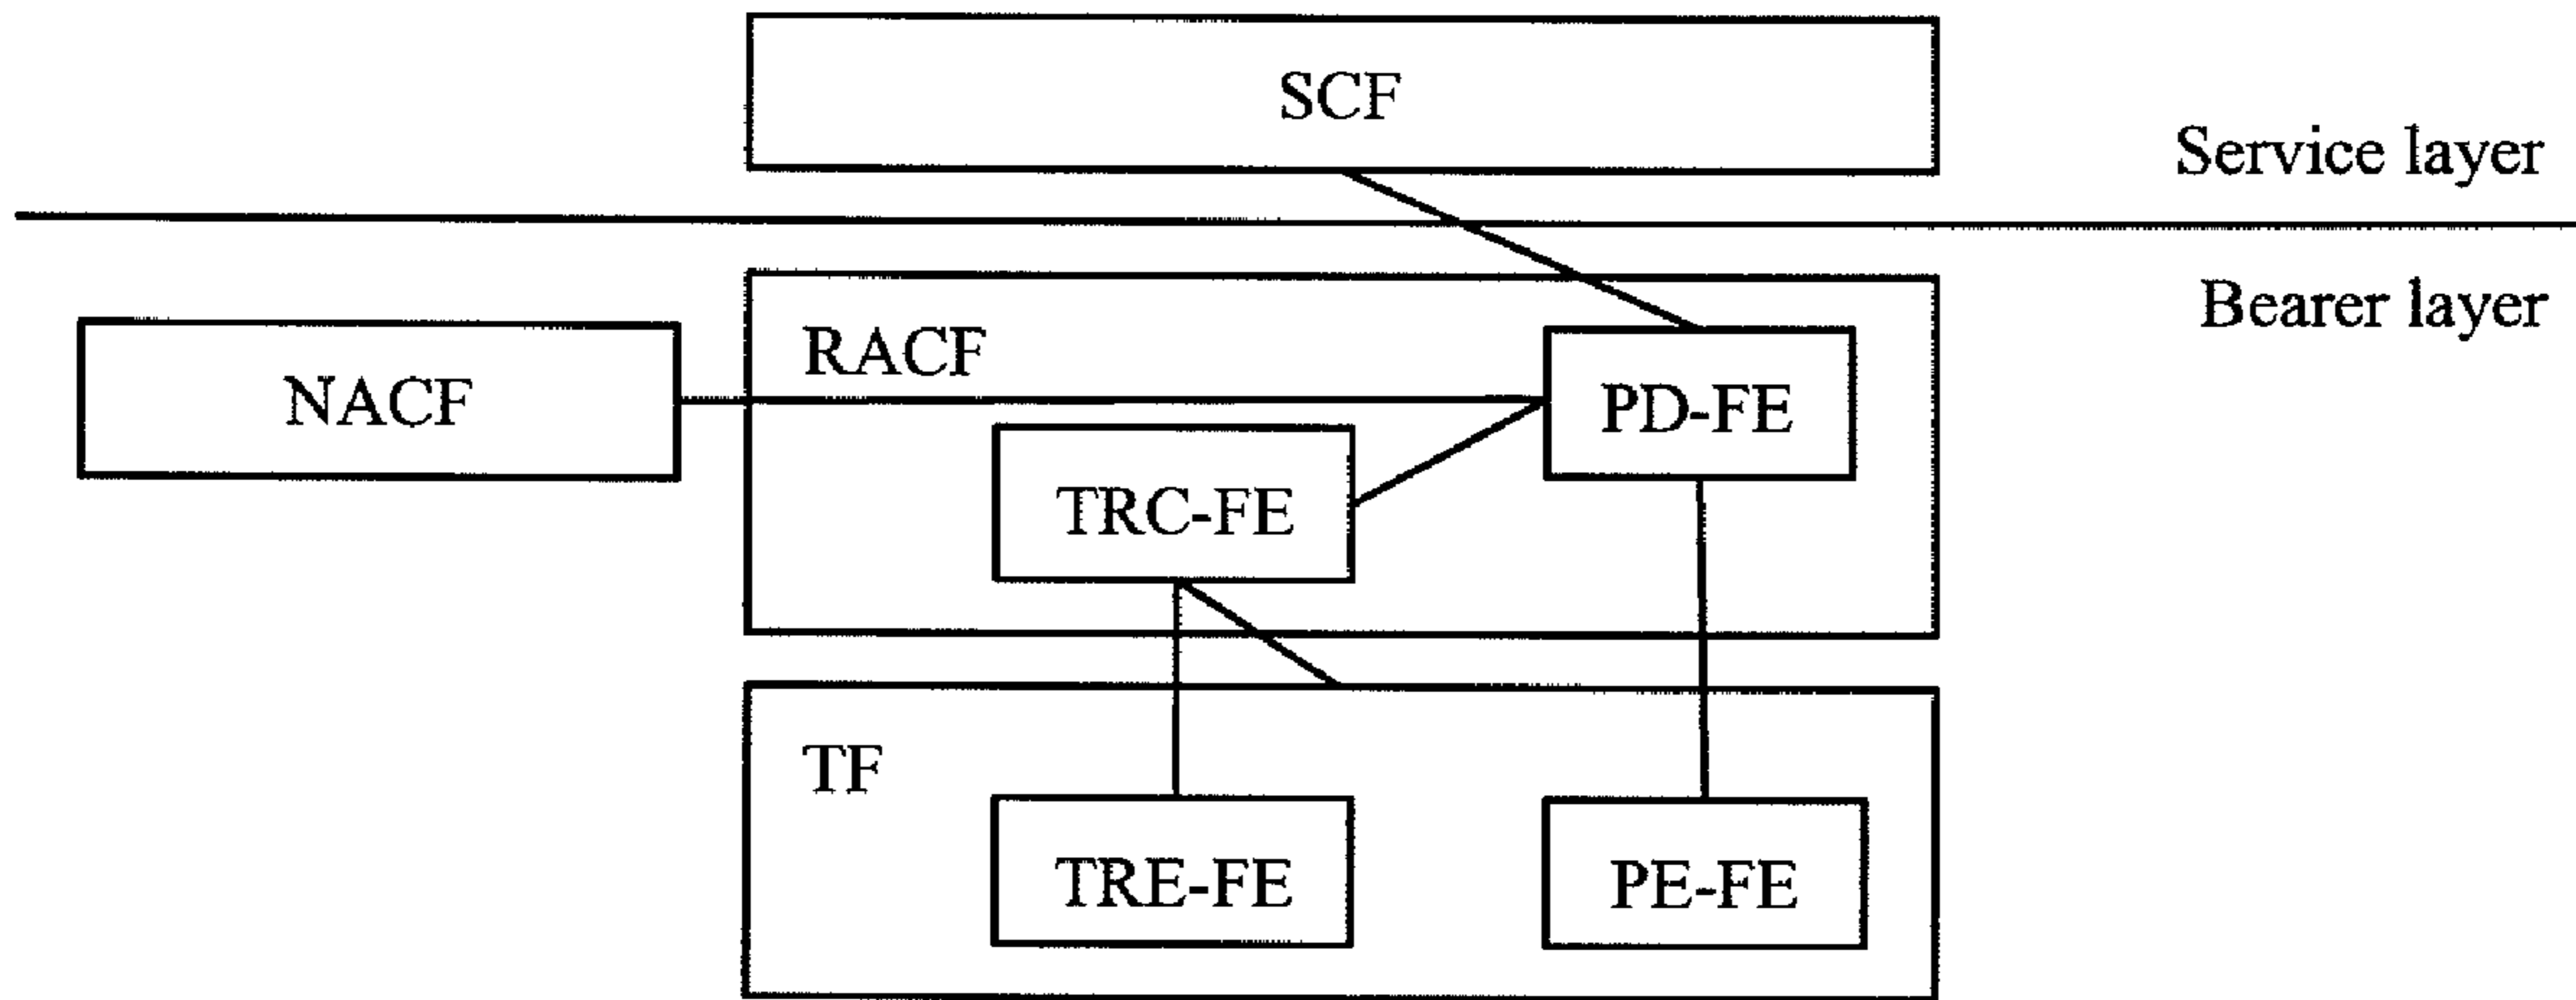 SCF
Service layer
Bearer layer
RACF
NACF
PD-FE
TRC-FE
TF
TRE-FE
PE-FE